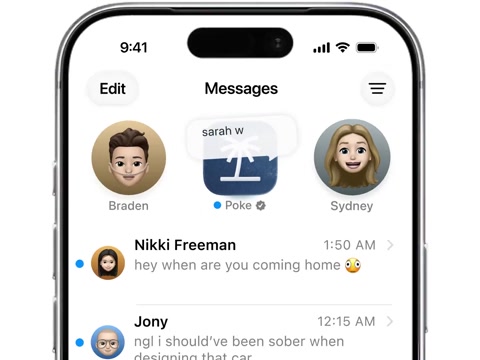 9:41
Edit
Messages
sarah w
Braden
Poke
Sydney
Nikki Freeman
1:50 AM
hey when are you coming home 😳
Jony
12:15 AM
ngl i should've been sober when
designing that car